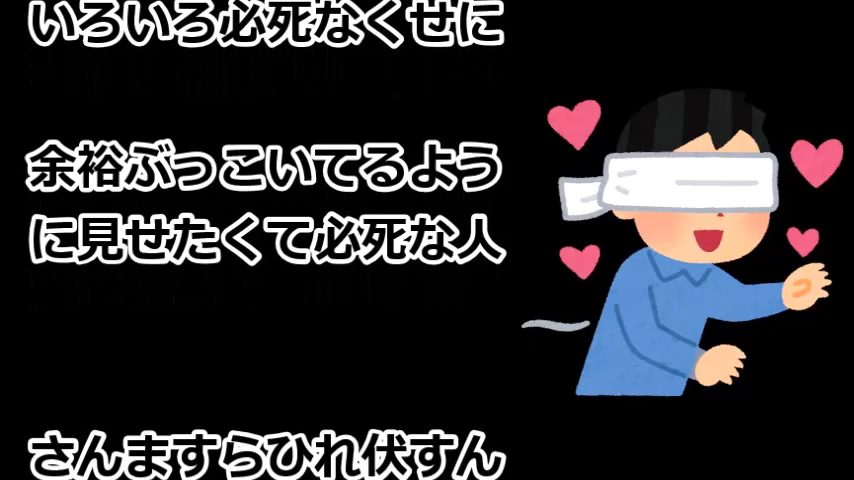 いろいろ必死なくせに
余裕ぶっこいてるよう
に見せたくて必死な人
さんますらひれ伏すん